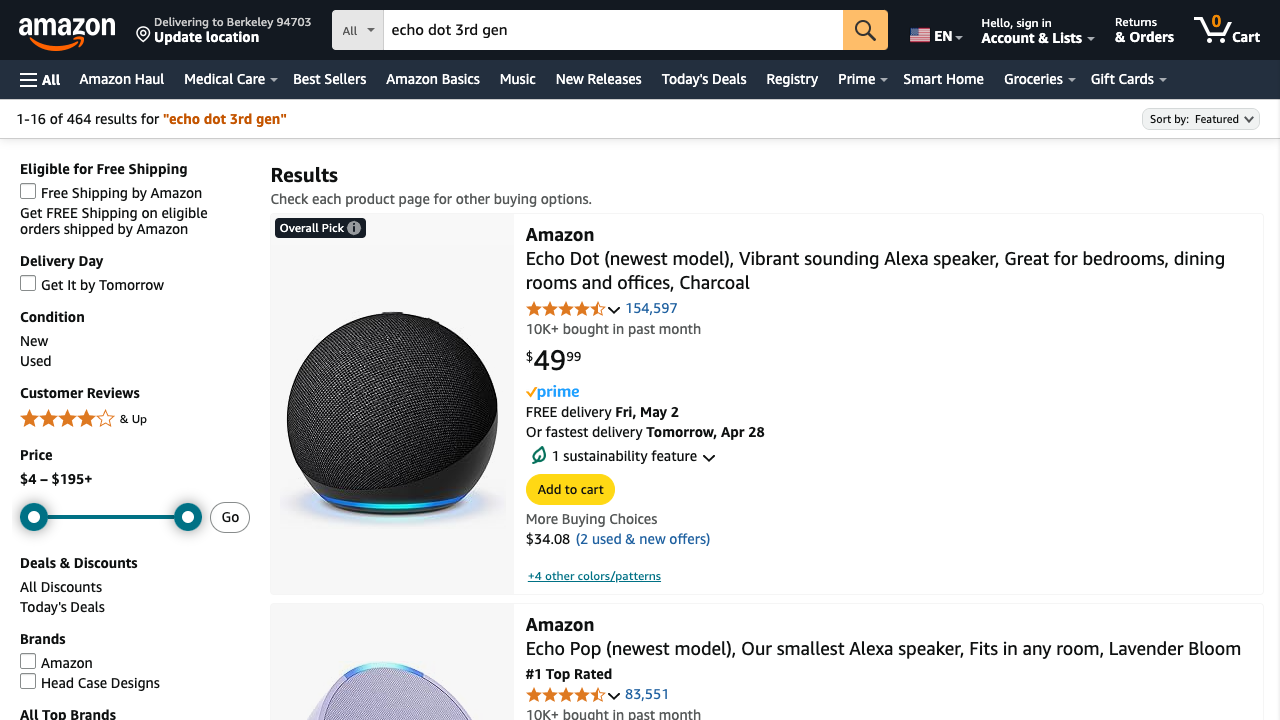 amazon
Delivering to Berkeley 94703
Update location
All
echo dot 3rd gen
EN
Hello, sign in
Account & Lists
Returns
& Orders
0
Cart
All
Amazon Haul
Medical Care
Best Sellers
Amazon Basics
Music
New Releases
Today's Deals
Registry
Prime
Smart Home
Groceries
Gift Cards
1-16 of 464 results for "echo dot 3rd gen"
Sort by: Featured
Eligible for Free Shipping
Free Shipping by Amazon
Get FREE Shipping on eligible
orders shipped by Amazon
Delivery Day
Get It by Tomorrow
Condition
New
Used
Customer Reviews
& Up
Price
$4 – $195+
Go
Deals & Discounts
All Discounts
Today's Deals
Brands
Amazon
Head Case Designs
All Top Brands
Results
Check each product page for other buying options.
Overall Pick
Amazon
Echo Dot (newest model), Vibrant sounding Alexa speaker, Great for bedrooms, dining
rooms and offices, Charcoal
154,597
10K+ bought in past month
$49 99
prime
FREE delivery Fri, May 2
Or fastest delivery Tomorrow, Apr 28
1 sustainability feature
Add to cart
More Buying Choices
$34.08 (2 used & new offers)
+4 other colors/patterns
Amazon
Echo Pop (newest model), Our smallest Alexa speaker, Fits in any room, Lavender Bloom
#1 Top Rated
83,551
10K+ bought in past month